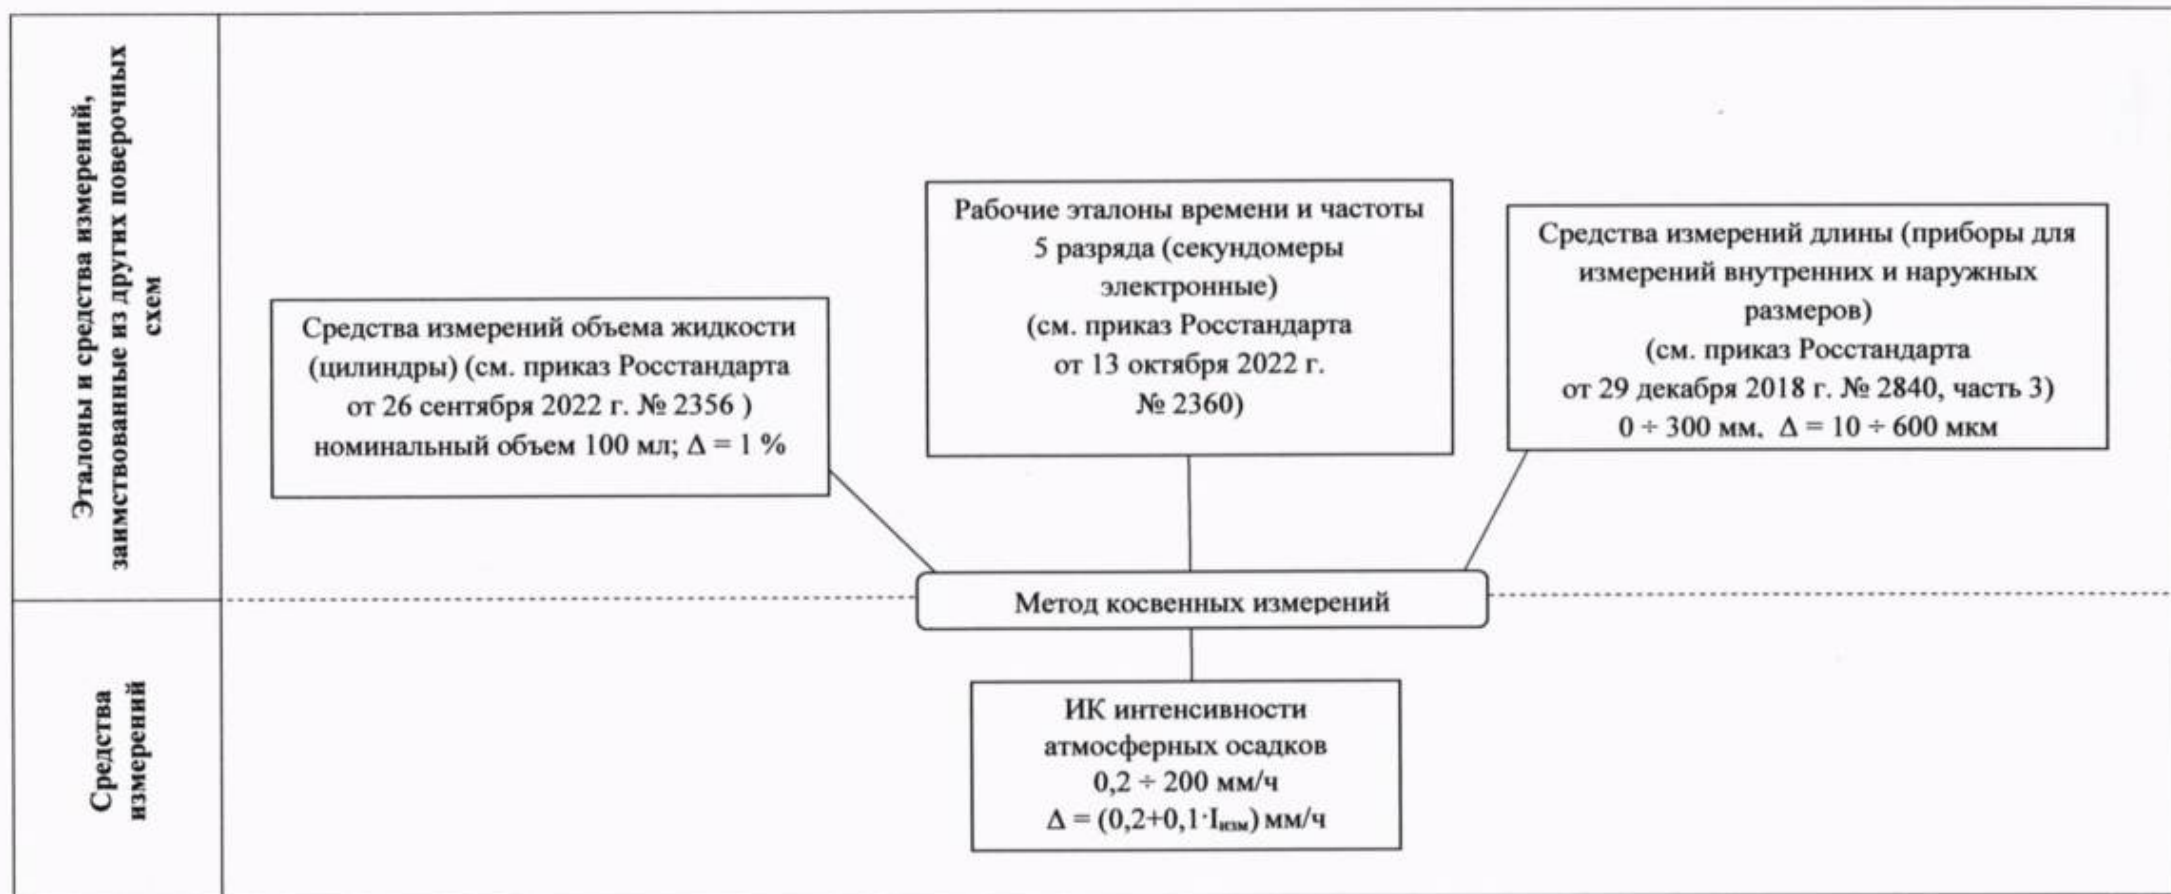 Эталоны и средства измерений,
заимствованные из других поверочных
схем
Средства измерений объема жидкости
(цилиндры) (см. приказ Росстандарта
от 26 сентября 2022 г. № 2356 )
номинальный объем 100 мл; Δ = 1 %
Рабочие эталоны времени и частоты
5 разряда (секундомеры
электронные)
(см. приказ Росстандарта
от 13 октября 2022 г.
№ 2360)
Средства измерений длины (приборы для
измерений внутренних и наружных
размеров)
(см. приказ Росстандарта
от 29 декабря 2018 г. № 2840, часть 3)
0 ÷ 300 мм, Δ = 10 ÷ 600 мкм
Метод косвенных измерений
Средства
измерений
ИК интенсивности
атмосферных осадков
0,2 ÷ 200 мм/ч
Δ = (0,2+0,1·Iизм) мм/ч